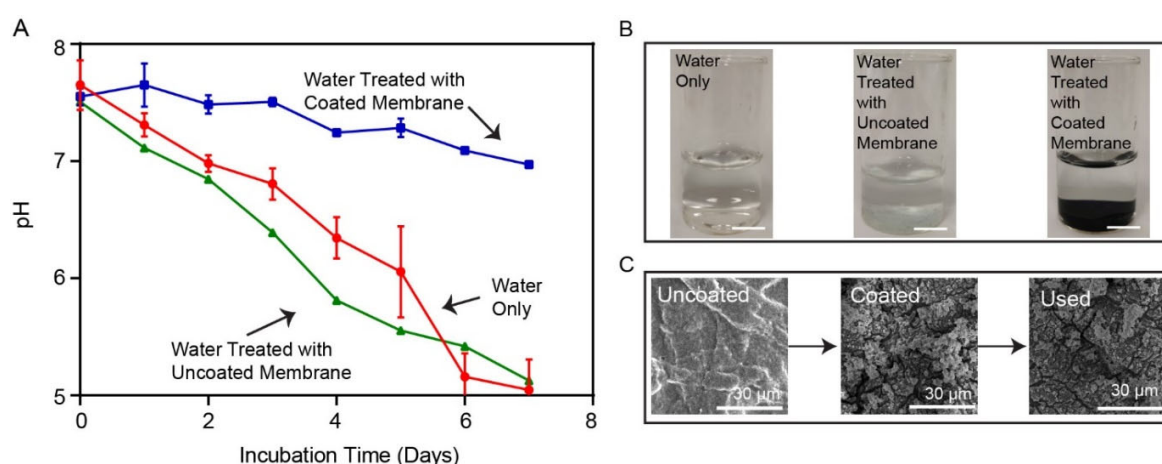 A
8
7
6
5
pH
0
2
4
6
8
Incubation Time (Days)
Water Treated with
Coated Membrane
Water
Only
Water Treated with
Uncoated Membrane
B
Water
Only
Water
Treated
with
Uncoated
Membrane
Water
Treated
with
Coated
Membrane
C
Uncoated
30 µm
Coated
30 µm
Used
30 µm